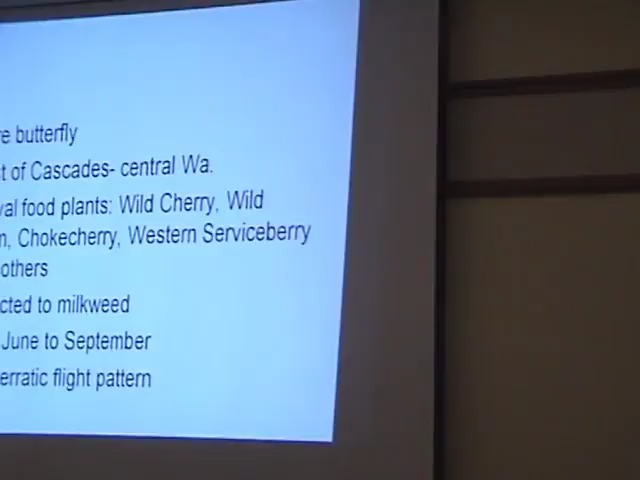 re butterfly
t of Cascades- central Wa.
val food plants: Wild Cherry, Wild
m, Chokecherry, Western Serviceberry
others
cted to milkweed
June to September
erratic flight pattern